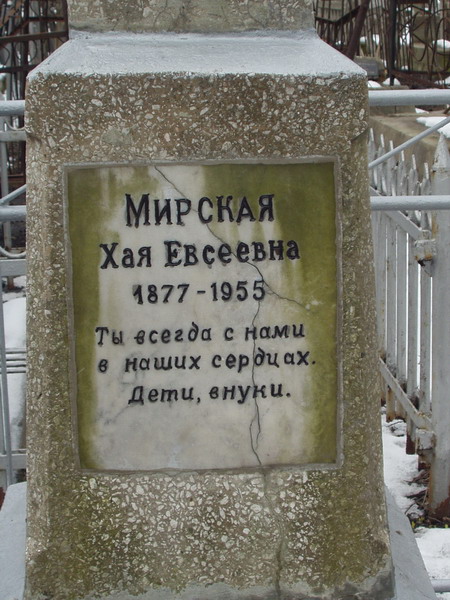 Мирская
Хая Евсеевна
1877-1955
Ты всегда с нами
в наших сердцах.
Дети, внуки.